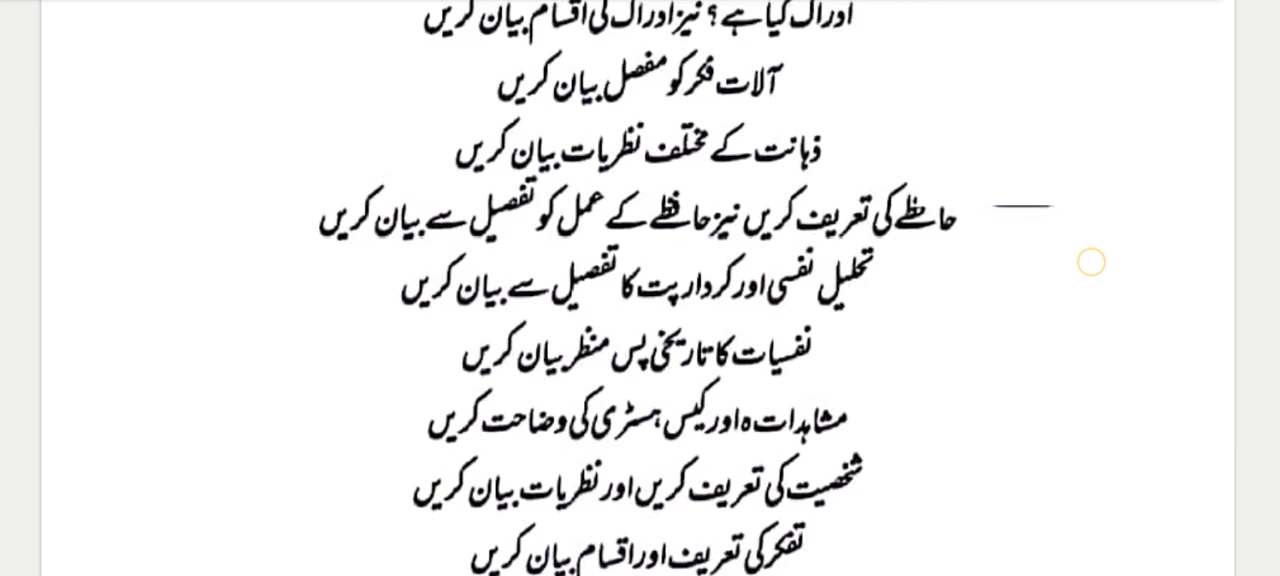 ادراک کیا ہے؟ نیز ادراک کی اقسام بیان کریں
آلات فکر کو مفصل بیان کریں
ذہانت کے مختلف نظریات بیان کریں
حافظے کی تعریف کریں نیز حافظے کے عمل کو تفصیل سے بیان کریں
تحلیل نفسی اور کردار پت کا تفصیل سے بیان کریں
نفسیات کا تاریخی پس منظر بیان کریں
مشاہدات ہ اور کیس ہسٹری کی وضاحت کریں
شخصیت کی تعریف کریں اور نظریات بیان کریں
تفکر کی تعریف اور اقسام بیان کریں